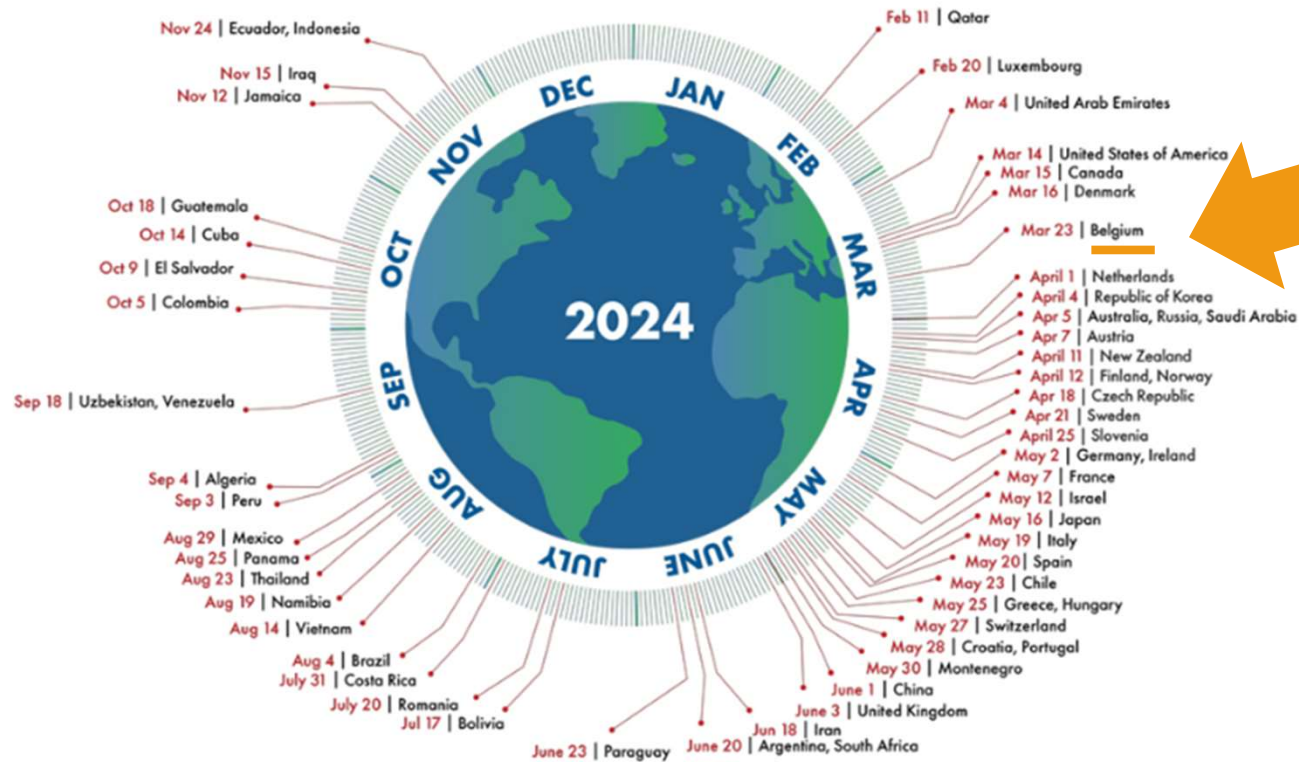 Feb 11 | Qatar
Feb 20 | Luxembourg
Mar 4 | United Arab Emirates
Mar 14 | United States of America
Mar 15 | Canada
Mar 16 | Denmark
Mar 23 | Belgium
April 1 | Netherlands
April 4 | Republic of Korea
Apr 5 | Australia, Russia, Saudi Arabia
Apr 7 | Austria
April 11 | New Zealand
April 12 | Finland, Norway
Apr 18 | Czech Republic
Apr 21 | Sweden
April 25 | Slovenia
May 2 | Germany, Ireland
May 7 | France
May 12 | Israel
May 16 | Japan
May 19 | Italy
May 20 | Spain
May 23 | Chile
May 25 | Greece, Hungary
May 27 | Switzerland
May 28 | Croatia, Portugal
May 30 | Montenegro
June 1 | China
June 3 | United Kingdom
Jun 18 | Iran
June 20 | Argentina, South Africa
June 23 | Paraguay
Jul 17 | Bolivia
July 20 | Romania
July 31 | Costa Rica
Aug 4 | Brazil
Aug 14 | Vietnam
Aug 19 | Namibia
Aug 23 | Thailand
Aug 25 | Panama
Aug 29 | Mexico
Sep 3 | Peru
Sep 4 | Algeria
Sep 18 | Uzbekistan, Venezuela
Oct 5 | Colombia
Oct 9 | El Salvador
Oct 14 | Cuba
Oct 18 | Guatemala
Nov 12 | Jamaica
Nov 15 | Iraq
Nov 24 | Ecuador, Indonesia
JAN
FEB
MAR
APR
MAY
JUNE
JULY
AUG
SEP
OCT
NOV
DEC
2024